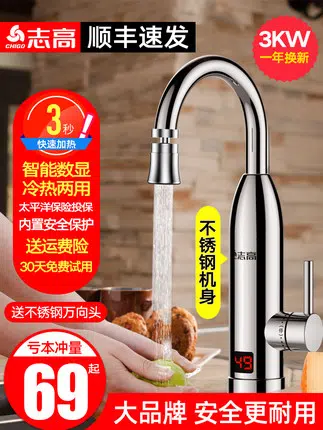 CHIGO
志高
顺丰速发
3KW
一年换新
3秒
快速加热
智能数显
冷热两用
太平洋保险投保
内置安全保护
送运费险
30天免费试用
不锈钢机身
志高
送不锈钢万向头
亏本冲量
69起
49
大品牌 安全更耐用